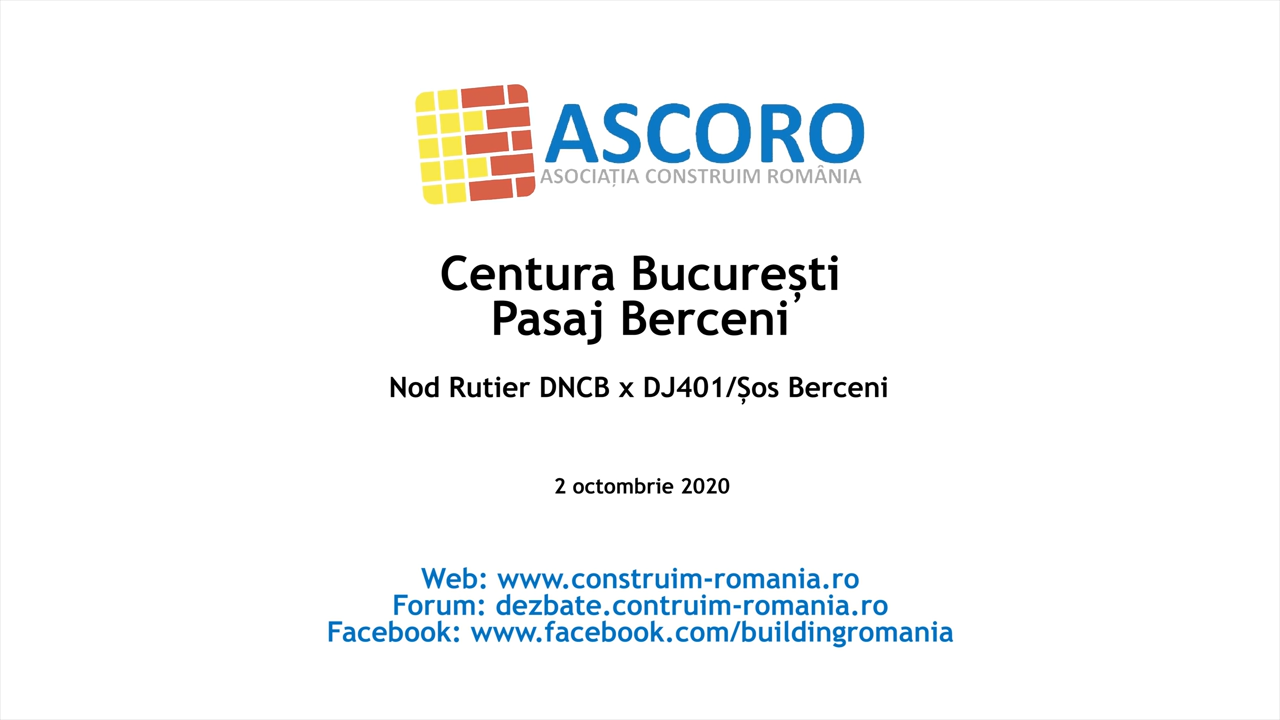 ASCORO
ASOCIAȚIA CONSTRUIM ROMÂNIA
Centura București
Pasaj Berceni
Nod Rutier DNCB x DJ401/Șos Berceni
2 octombrie 2020
Web: www.construim-romania.ro
Forum: dezbate.contruim-romania.ro
Facebook: www.facebook.com/buildingromania